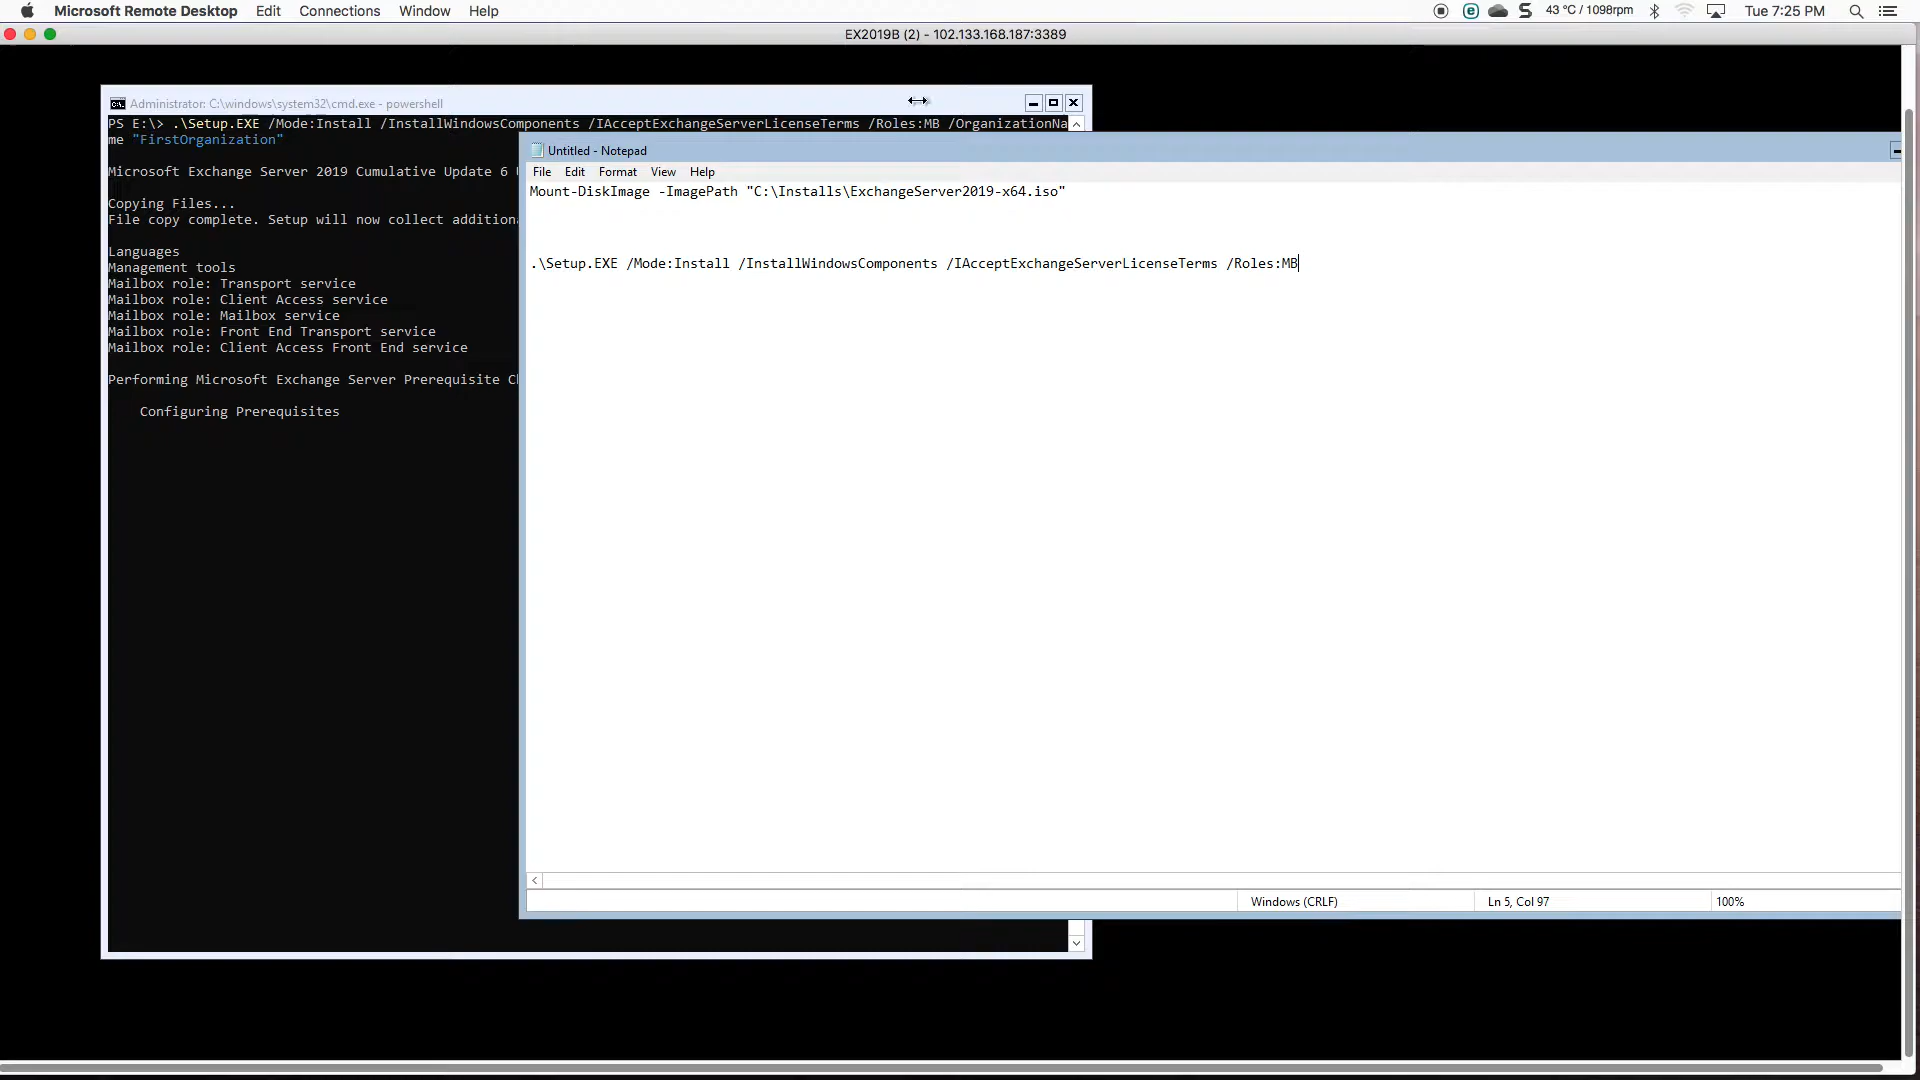 Microsoft Remote Desktop Edit Connections Window Help
43 °C / 1098rpm Tue 7:25 PM
EX2019B (2) - 102.133.168.187:3389
Administrator: C:\windows\system32\cmd.exe - powershell
PS E:\> .\Setup.EXE /Mode:Install /InstallWindowsComponents /IAcceptExchangeServerLicenseTerms /Roles:MB /OrganizationNa
me "FirstOrganization"
Microsoft Exchange Server 2019 Cumulative Update 6
Copying Files...
File copy complete. Setup will now collect addition
Languages
Management tools
Mailbox role: Transport service
Mailbox role: Client Access service
Mailbox role: Mailbox service
Mailbox role: Front End Transport service
Mailbox role: Client Access Front End service
Performing Microsoft Exchange Server Prerequisite
Configuring Prerequisites
Untitled - Notepad
File Edit Format View Help
Mount-DiskImage -ImagePath "C:\Installs\ExchangeServer2019-x64.iso"
.\Setup.EXE /Mode:Install /InstallWindowsComponents /IAcceptExchangeServerLicenseTerms /Roles:MB
Windows (CRLF) Ln 5, Col 97 100%